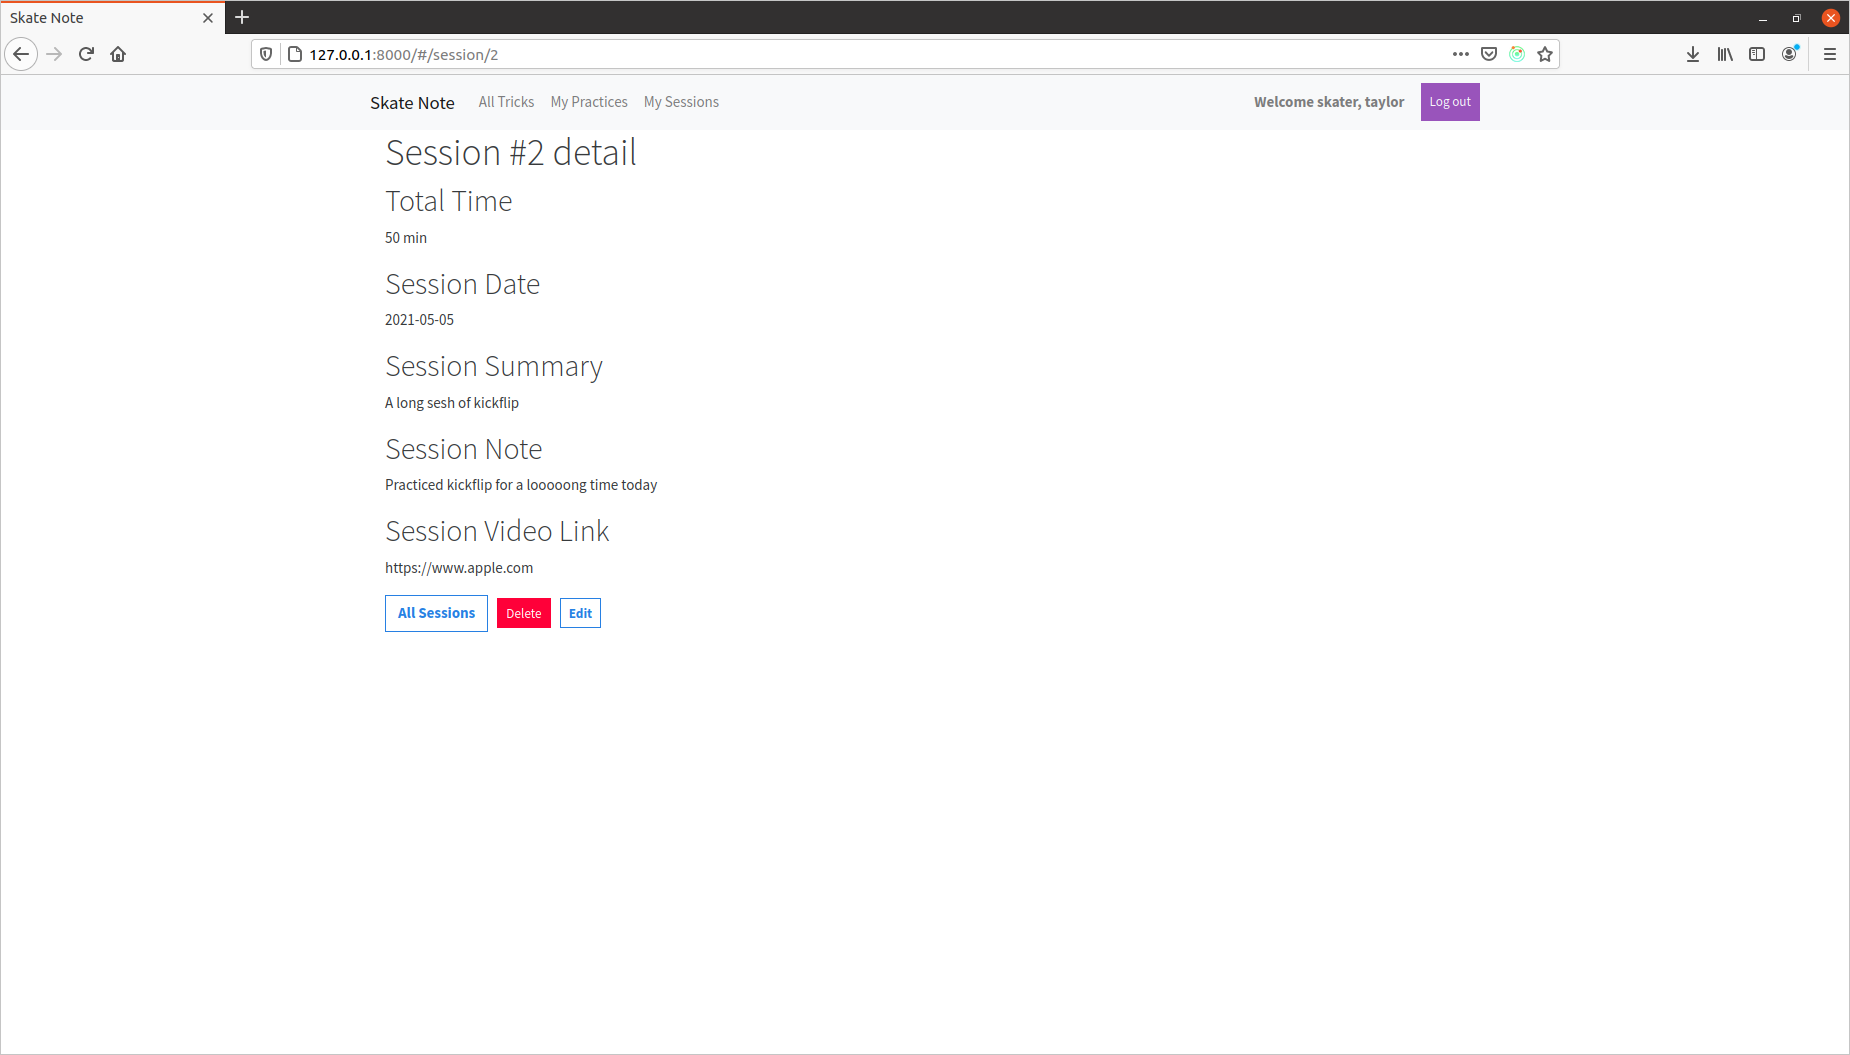 Skate Note
127.0.0.1:8000/#/session/2
Skate Note All Tricks My Practices My Sessions Welcome skater, taylor Log out
Session #2 detail
Total Time
50 min
Session Date
2021-05-05
Session Summary
A long sesh of kickflip
Session Note
Practiced kickflip for a looooong time today
Session Video Link
https://www.apple.com
All Sessions Delete Edit